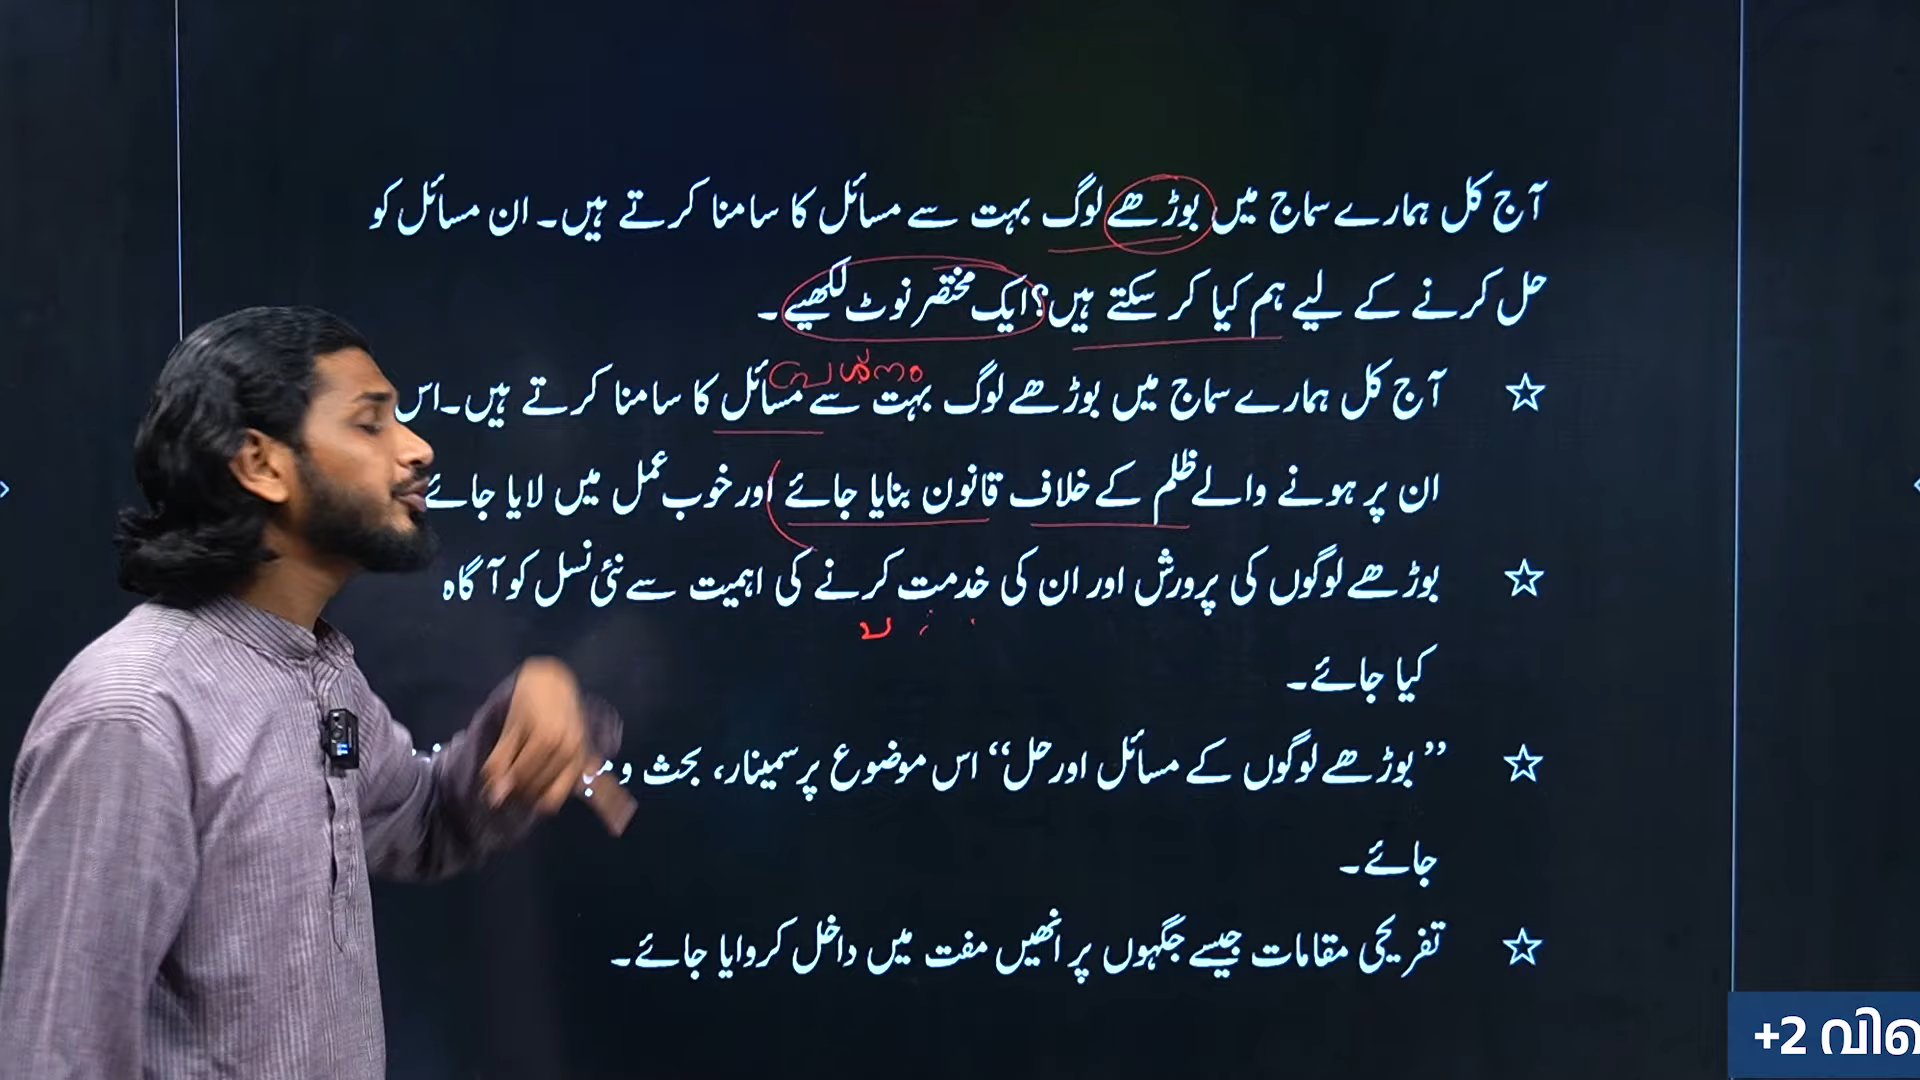 آج کل ہمارے سماج میں بوڑھے لوگ بہت سے مسائل کا سامنا کرتے ہیں۔ ان مسائل کو
حل کرنے کے لیے ہم کیا کر سکتے ہیں؟ ایک مختصر نوٹ لکھیے۔
പ്രശ്നം
☆ آج کل ہمارے سماج میں بوڑھے لوگ بہت سے مسائل کا سامنا کرتے ہیں۔ اس
ان پر ہونے والے ظلم کے خلاف قانون بنایا جائے اور خوب عمل میں لایا جائے
☆ بوڑھے لوگوں کی پرورش اور ان کی خدمت کرنے کی اہمیت سے نئی نسل کو آگاہ
کیا جائے۔
☆ ”بوڑھے لوگوں کے مسائل اور حل“ اس موضوع پر سمینار، بحث و
جائے۔
☆ تفریحی مقامات جیسے جگہوں پر انھیں مفت میں داخل کروایا جائے۔
+2